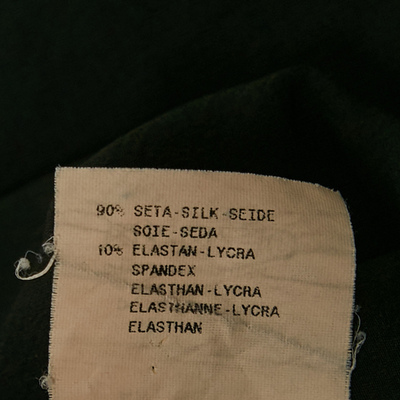 90% SETA-SILK-SEIDE
SOIE-SEDA
10% ELASTAN-LYCRA
SPANDEX
ELASTHAN-LYCRA
ELASTHANNE-LYCRA
ELASTHAN